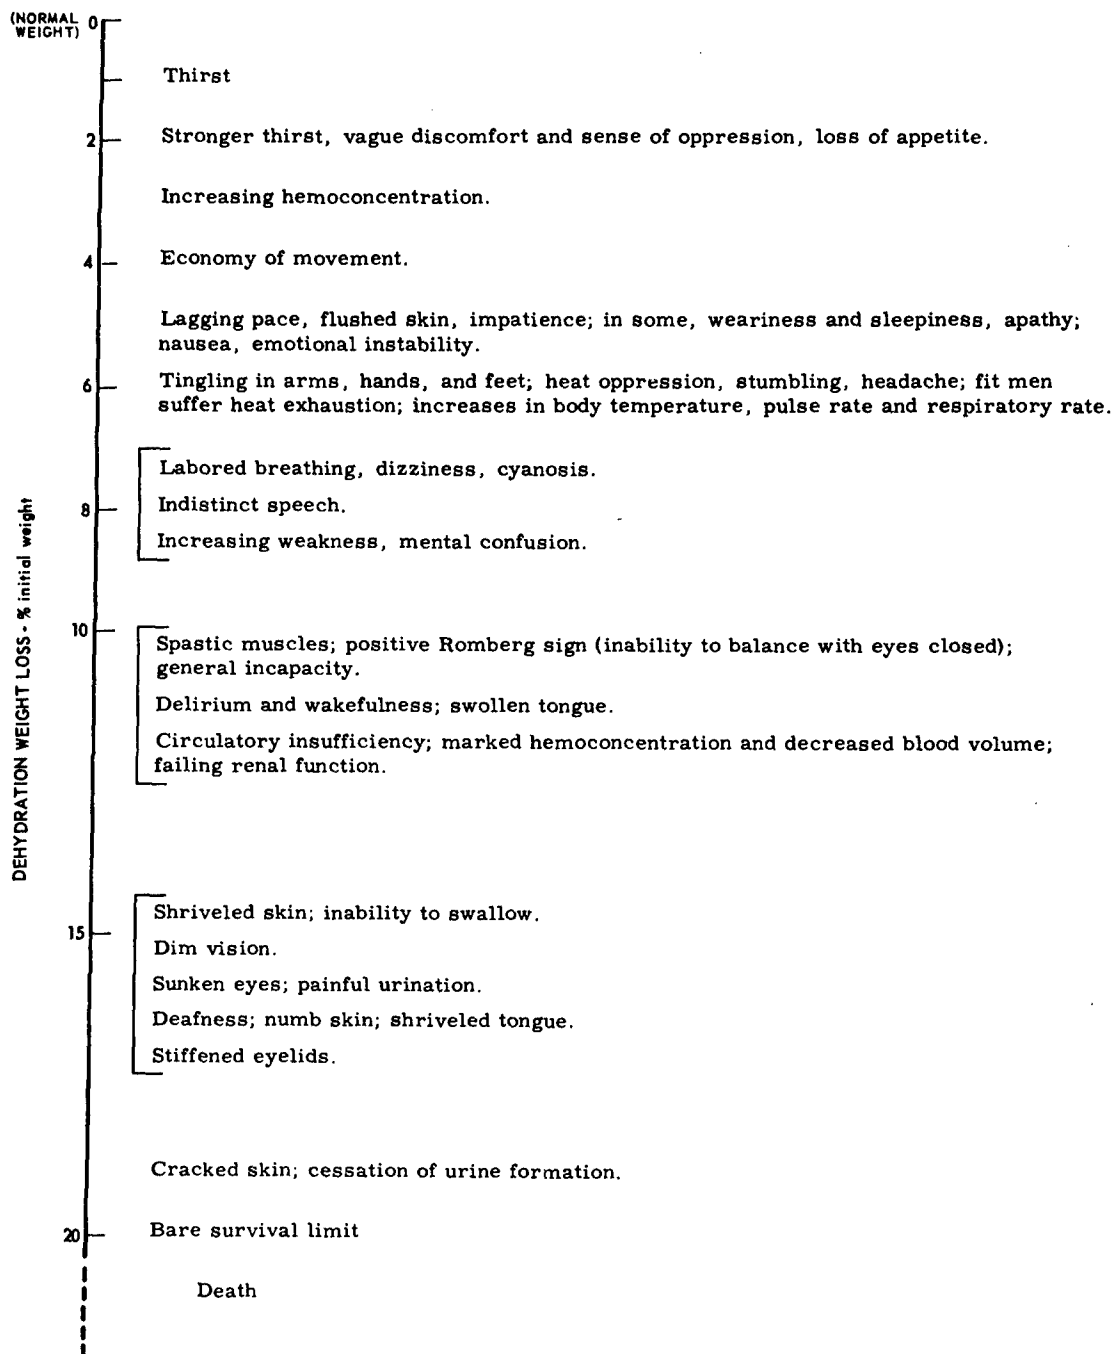 (NORMAL WEIGHT) 0
Thirst
2 Stronger thirst, vague discomfort and sense of oppression, loss of appetite.
Increasing hemoconcentration.
4 Economy of movement.
Lagging pace, flushed skin, impatience; in some, weariness and sleepiness, apathy;
nausea, emotional instability.
6 Tingling in arms, hands, and feet; heat oppression, stumbling, headache; fit men
suffer heat exhaustion; increases in body temperature, pulse rate and respiratory rate.
Labored breathing, dizziness, cyanosis.
8 Indistinct speech.
Increasing weakness, mental confusion.
DEHYDRATION WEIGHT LOSS - % initial weight
10 Spastic muscles; positive Romberg sign (inability to balance with eyes closed);
general incapacity.
Delirium and wakefulness; swollen tongue.
Circulatory insufficiency; marked hemoconcentration and decreased blood volume;
failing renal function.
Shriveled skin; inability to swallow.
15
Dim vision.
Sunken eyes; painful urination.
Deafness; numb skin; shriveled tongue.
Stiffened eyelids.
Cracked skin; cessation of urine formation.
20 Bare survival limit
Death